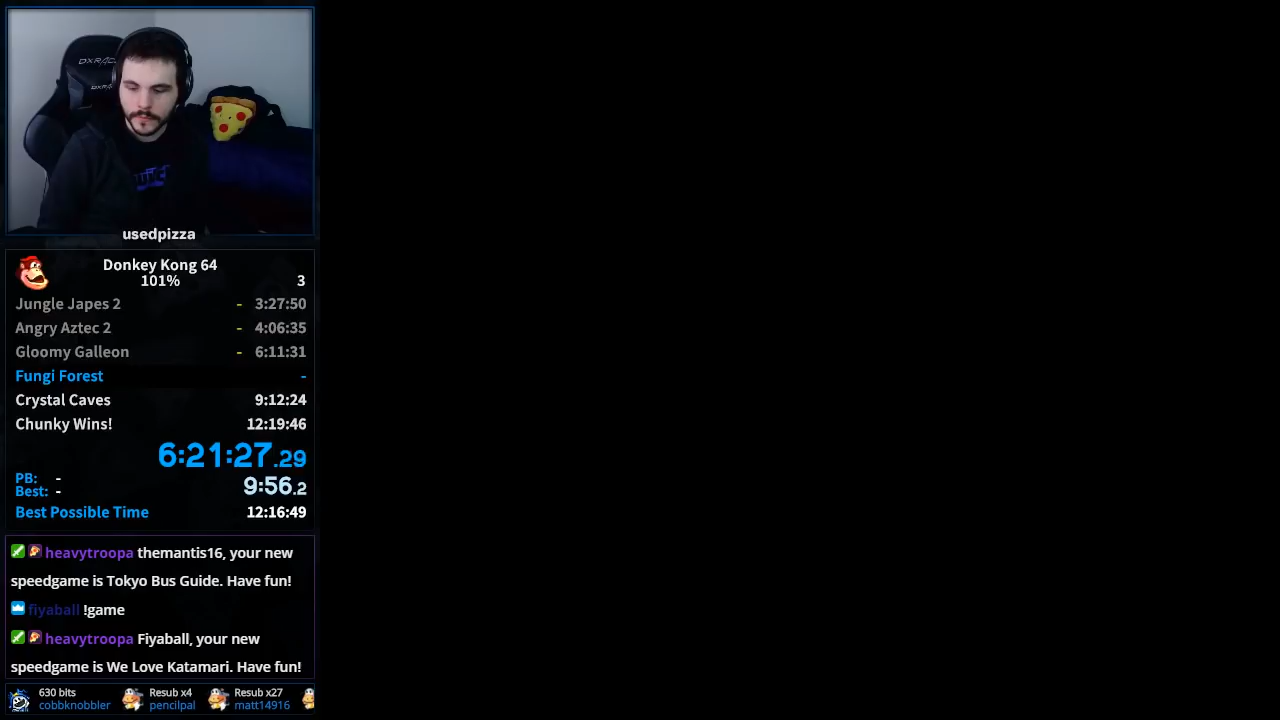 DXRAC
DXRA
usedpizza
Donkey Kong 64
101% 3
Jungle Japes 2 - 3:27:50
Angry Aztec 2 - 4:06:35
Gloomy Galleon - 6:11:31
Fungi Forest -
Crystal Caves 9:12:24
Chunky Wins! 12:19:46
6:21:27.29
PB: - 9:56.2
Best: -
Best Possible Time 12:16:49
heavytroopa themantis16, your new
speedgame is Tokyo Bus Guide. Have fun!
fiyaball !game
heavytroopa Fiyaball, your new
speedgame is We Love Katamari. Have fun!
630 bits Resub x4 Resub x27
cobbknobbler pencilpal matt14916